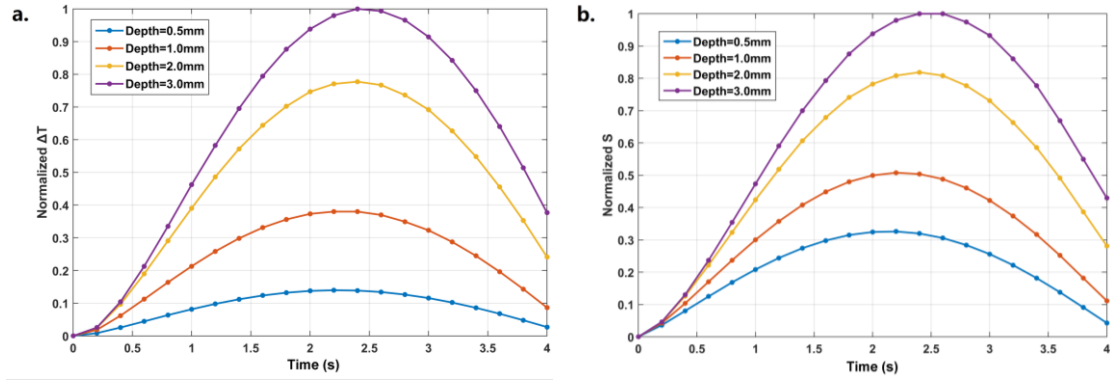 a.
Depth=0.5mm
Depth=1.0mm
Depth=2.0mm
Depth=3.0mm
1
0.9
0.8
0.7
0.6
0.5
0.4
0.3
0.2
0.1
0
Normalized ΔT
0 0.5 1 1.5 2 2.5 3 3.5 4
Time (s)
b.
Depth=0.5mm
Depth=1.0mm
Depth=2.0mm
Depth=3.0mm
1
0.9
0.8
0.7
0.6
0.5
0.4
0.3
0.2
0.1
0
Normalized S
0 0.5 1 1.5 2 2.5 3 3.5 4
Time (s)